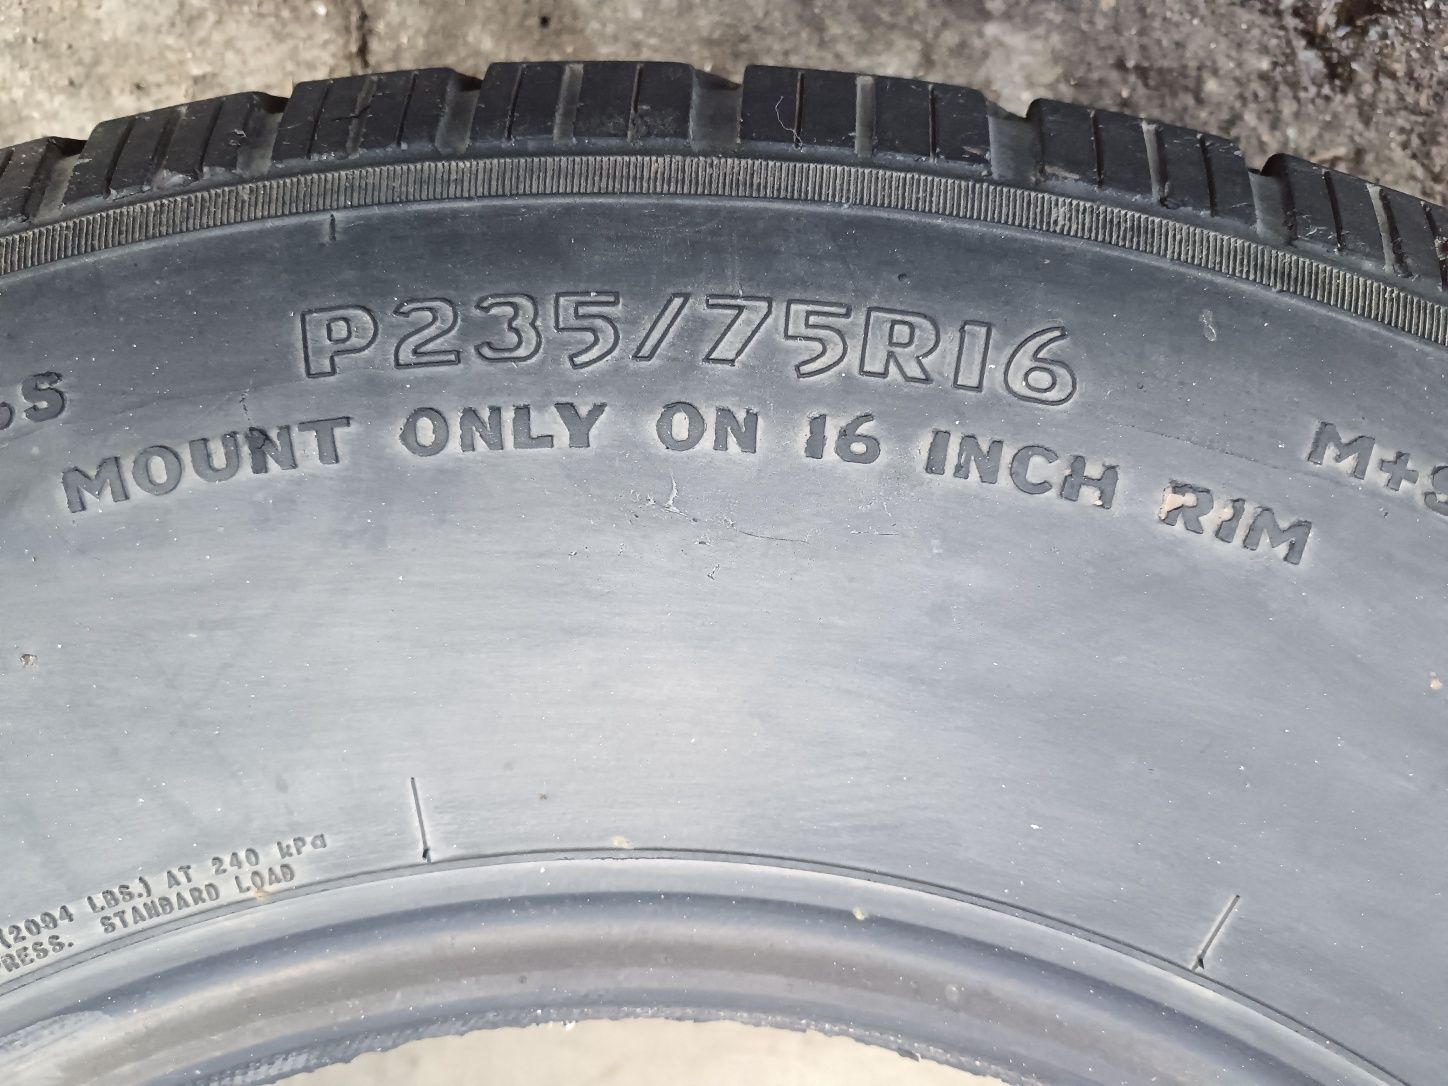 P235/75R16
MOUNT ONLY ON 16 INCH RIM
M+S
(2094 LBS.) AT 240 kPa
STANDARD LOAD